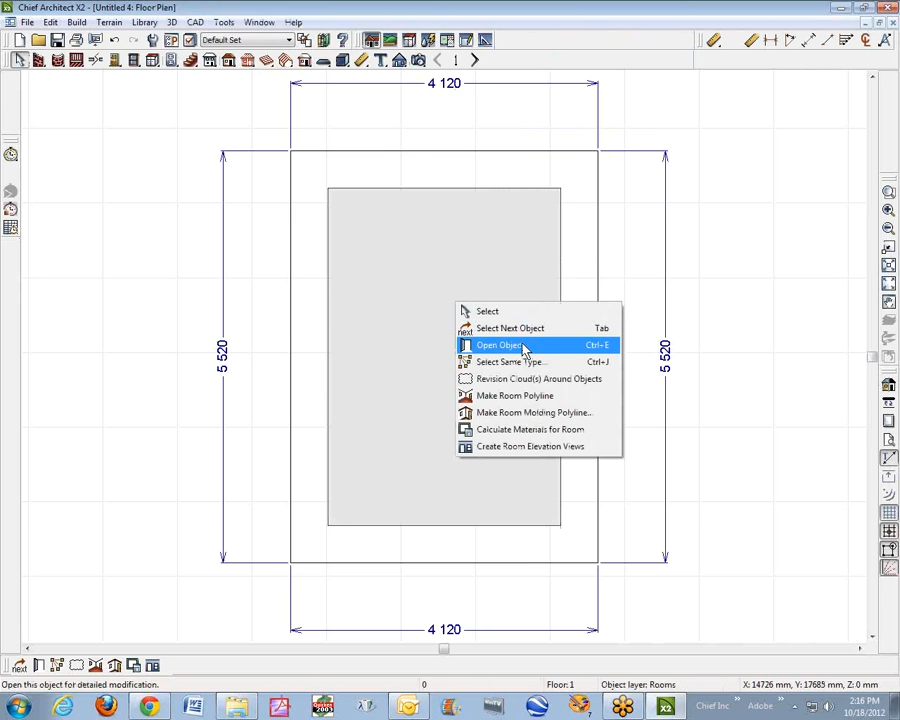 Chief Architect X2 - [Untitled 4: Floor Plan]
File Edit Build Terrain Library 3D CAD Tools Window Help
Default Set
1
4 120
5 520
5 520
4 120
Select
Select Next Object Tab
Open Object Ctrl+E
Select Same Type... Ctrl+J
Revision Cloud(s) Around Objects
Make Room Polyline
Make Room Molding Polyline...
Calculate Materials for Room
Create Room Elevation Views
Open this object for detailed modification. 0 Floor: 1 Object layer: Rooms X: 14726 mm, Y: 17685 mm, Z: 0 mm
Chief Inc Adobe 2:16 PM
10/18/2012